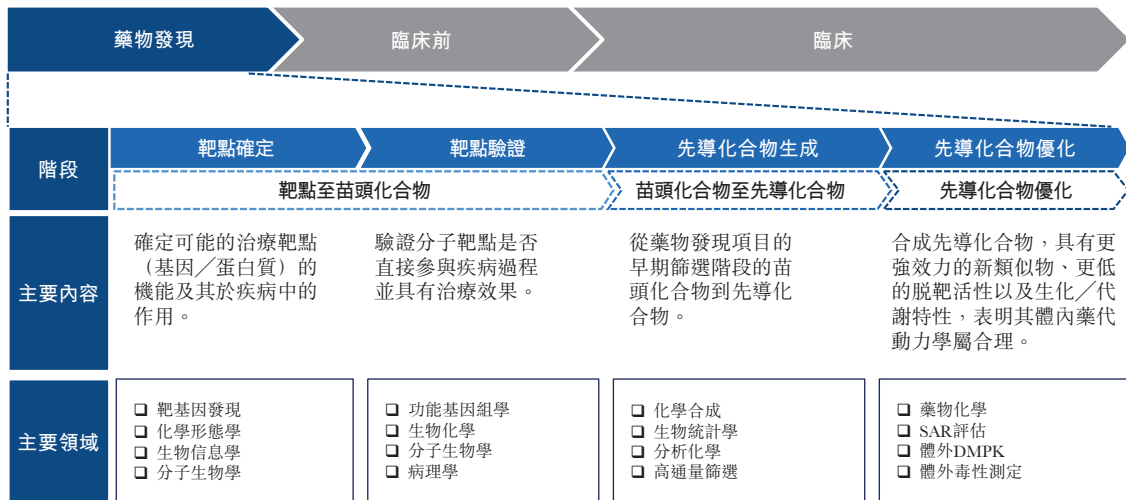 藥物發現
臨床前
臨床
階段
靶點確定
靶點驗證
先導化合物生成
先導化合物優化
靶點至苗頭化合物
苗頭化合物至先導化合物
先導化合物優化
主要內容
確定可能的治療靶點
（基因／蛋白質）的
機能及其於疾病中的
作用。
驗證分子靶點是否
直接參與疾病過程
並具有治療效果。
從藥物發現項目的
早期篩選階段的苗
頭化合物到先導化
合物。
合成先導化合物，具有更
強效力的新類似物、更低
的脫靶活性以及生化／代
謝特性，表明其體內藥代
動力學屬合理。
主要領域
❑ 靶基因發現
❑ 化學形態學
❑ 生物信息學
❑ 分子生物學
❑ 功能基因組學
❑ 生物化學
❑ 分子生物學
❑ 病理學
❑ 化學合成
❑ 生物統計學
❑ 分析化學
❑ 高通量篩選
❑ 藥物化學
❑ SAR評估
❑ 體外DMPK
❑ 體外毒性測定